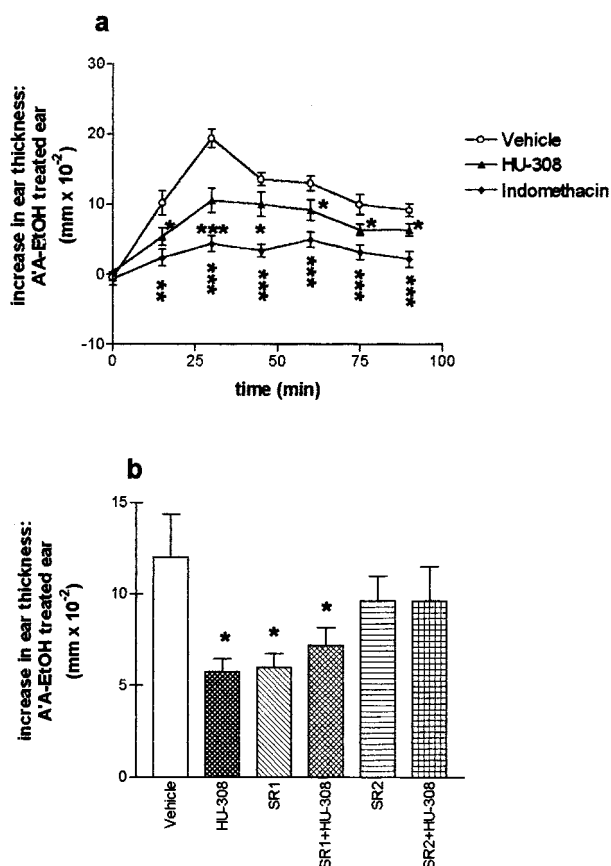 a
increase in ear thickness:
A'A-EtOH treated ear
(mm x 10⁻²)
30
20
10
0
-10
0
25
50
75
100
time (min)
Vehicle
HU-308
Indomethacin
*
***
*
*
*
*
**
***
***
***
***
***
b
increase in ear thickness:
A'A-EtOH treated ear
(mm x 10⁻²)
15
10
5
0
*
*
*
Vehicle
HU-308
SR1
SR1+HU-308
SR2
SR2+HU-308